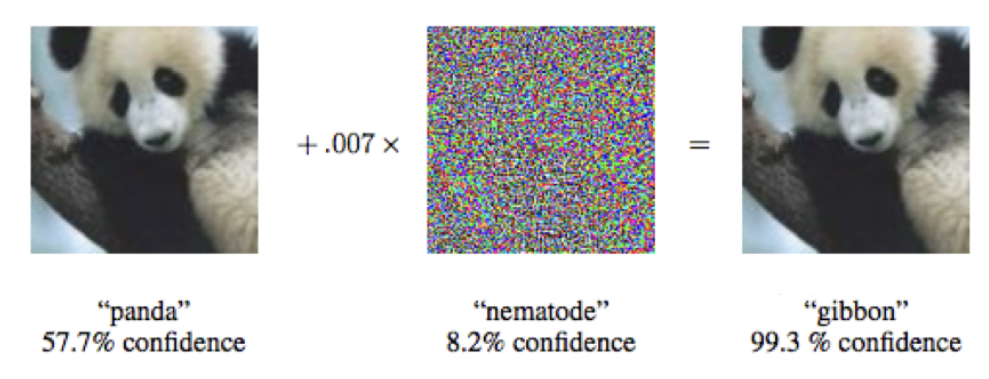 + .007 ×
=
“panda”
57.7% confidence
“nematode”
8.2% confidence
“gibbon”
99.3 % confidence